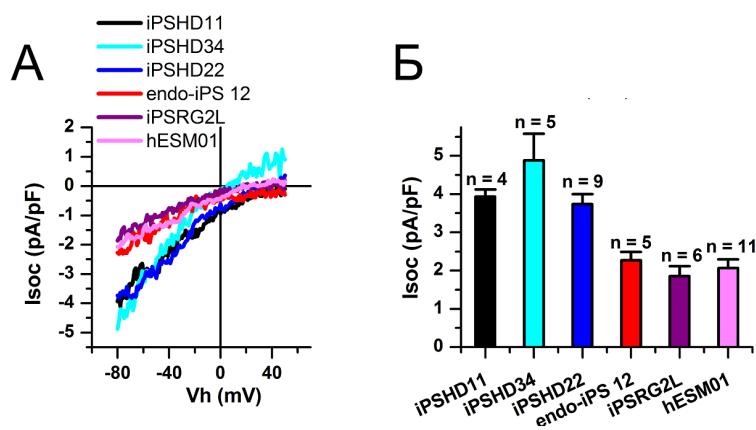 А
iPSHD11
iPSHD34
iPSHD22
endo-iPS 12
iPSRG2L
hESM01
Isoc (pA/pF)
2
1
0
-1
-2
-3
-4
-5
-80
-40
0
40
Vh (mV)
Б
Isoc (pA/pF)
5
4
3
2
1
0
n = 4
n = 5
n = 9
n = 5
n = 6
n = 11
iPSHD11
iPSHD34
iPSHD22
endo-iPS 12
iPSRG2L
hESM01